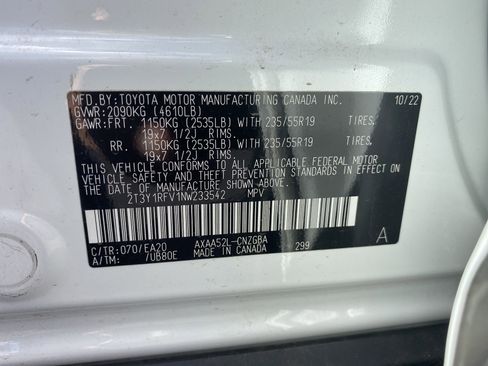 MFD.BY:TOYOTA MOTOR MANUFACTURING CANADA INC. 10/22
GVWR:2090KG (4610LB)
GAWR:FRT. 1150KG (2535LB) WITH 235/55R19 TIRES.
19x7 1/2J RIMS.
RR. 1150KG (2535LB) WITH 235/55R19 TIRES.
19x7 1/2J RIMS.
THIS VEHICLE CONFORMS TO ALL APPLICABLE FEDERAL MOTOR
VEHICLE SAFETY AND THEFT PREVENTION STANDARDS IN EFFECT ON
THE DATE OF MANUFACTURE SHOWN ABOVE.
2T3Y1RFV1NW233542 MPV
C/TR:070/EA20 AXAA52L-CNZGBA A
A/TM: 7UB80E MADE IN CANADA 299